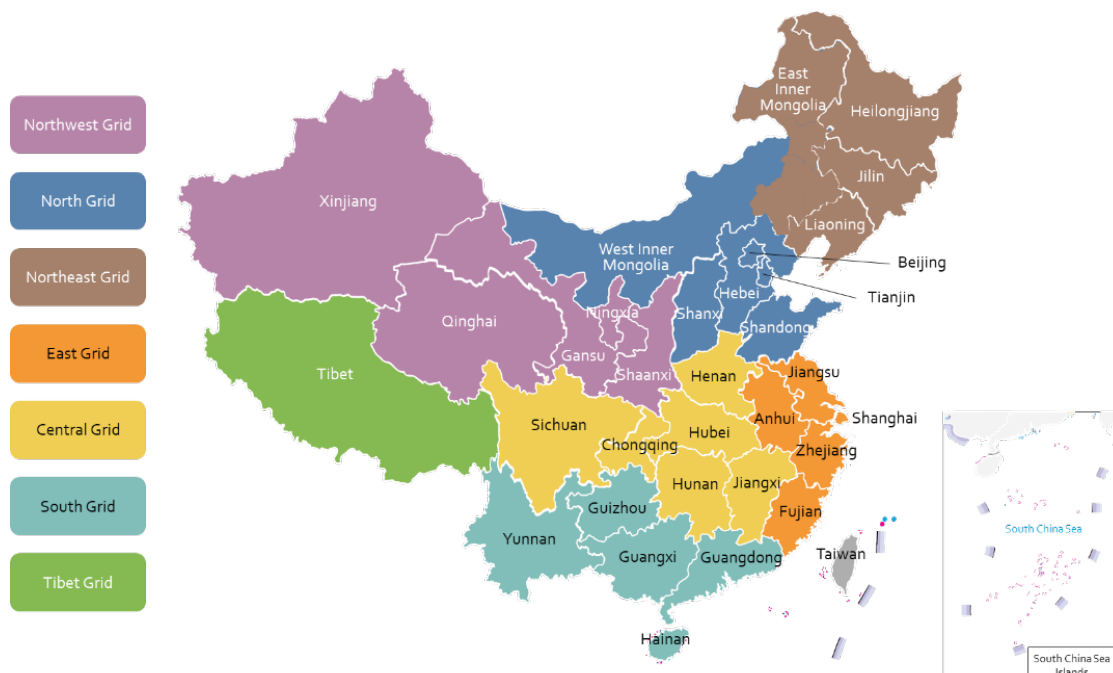 Northwest Grid
North Grid
Northeast Grid
East Grid
Central Grid
South Grid
Tibet Grid
East
Inner
Mongolia
Heilongjiang
Jilin
Liaoning
Xinjiang
West Inner
Mongolia
Beijing
Tianjin
Hebei
Qinghai
Ningxia
Shanxi
Shandong
Gansu
Shaanxi
Tibet
Henan
Jiangsu
Sichuan
Anhui
Shanghai
Chongqing
Hubei
Zhejiang
Hunan
Jiangxi
Guizhou
Fujian
Yunnan
Guangxi
Guangdong
Taiwan
Hainan
South China Sea
South China Sea
Islands